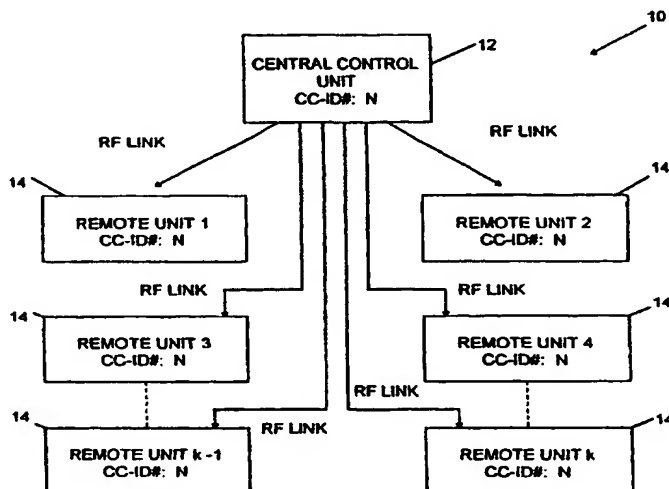 10
12
CENTRAL CONTROL
UNIT
CC-ID#: N
RF LINK
RF LINK
14
REMOTE UNIT 1
CC-ID#: N
14
REMOTE UNIT 2
CC-ID#: N
RF LINK
RF LINK
14
REMOTE UNIT 3
CC-ID#: N
14
REMOTE UNIT 4
CC-ID#: N
RF LINK
14
REMOTE UNIT k -1
CC-ID#: N
RF LINK
14
REMOTE UNIT k
CC-ID#: N